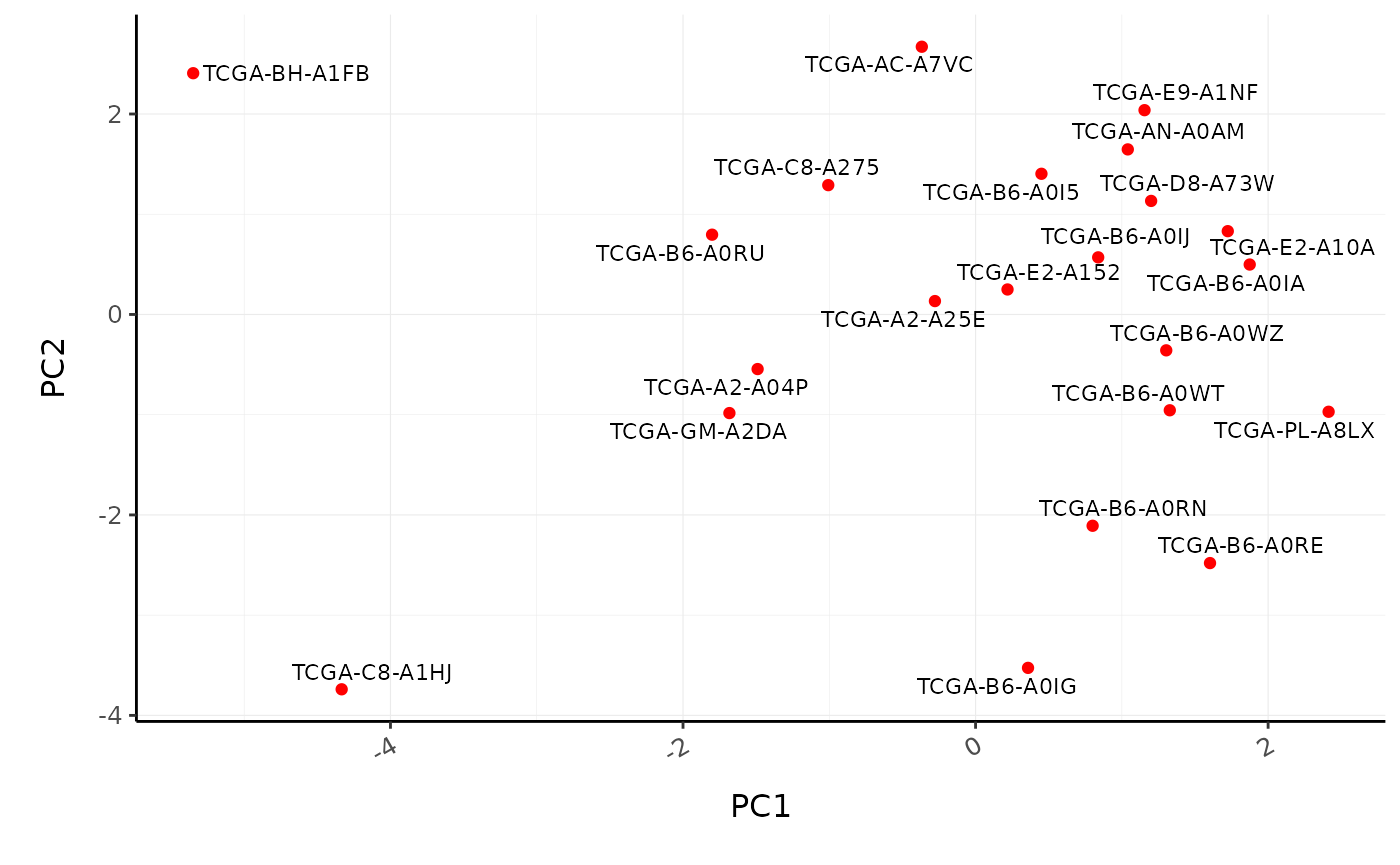 TCGA-AC-A7VC
TCGA-BH-A1FB
TCGA-E9-A1NF
2
TCGA-AN-A0AM
TCGA-C8-A275
TCGA-D8-A73W
TCGA-B6-A0I5
TCGA-B6-A0IJ
TCGA-E2-A10A
TCGA-B6-A0RU
TCGA-E2-A152
TCGA-B6-A0IA
0
TCGA-A2-A25E
TCGA-B6-A0WZ
PC2
TCGA-A2-A04P
TCGA-B6-A0WT
TCGA-GM-A2DA
TCGA-PL-A8LX
TCGA-B6-A0RN
-2
TCGA-B6-A0RE
TCGA-C8-A1HJ
TCGA-B6-A0IG
-4
-4
-2
0
2
PC1